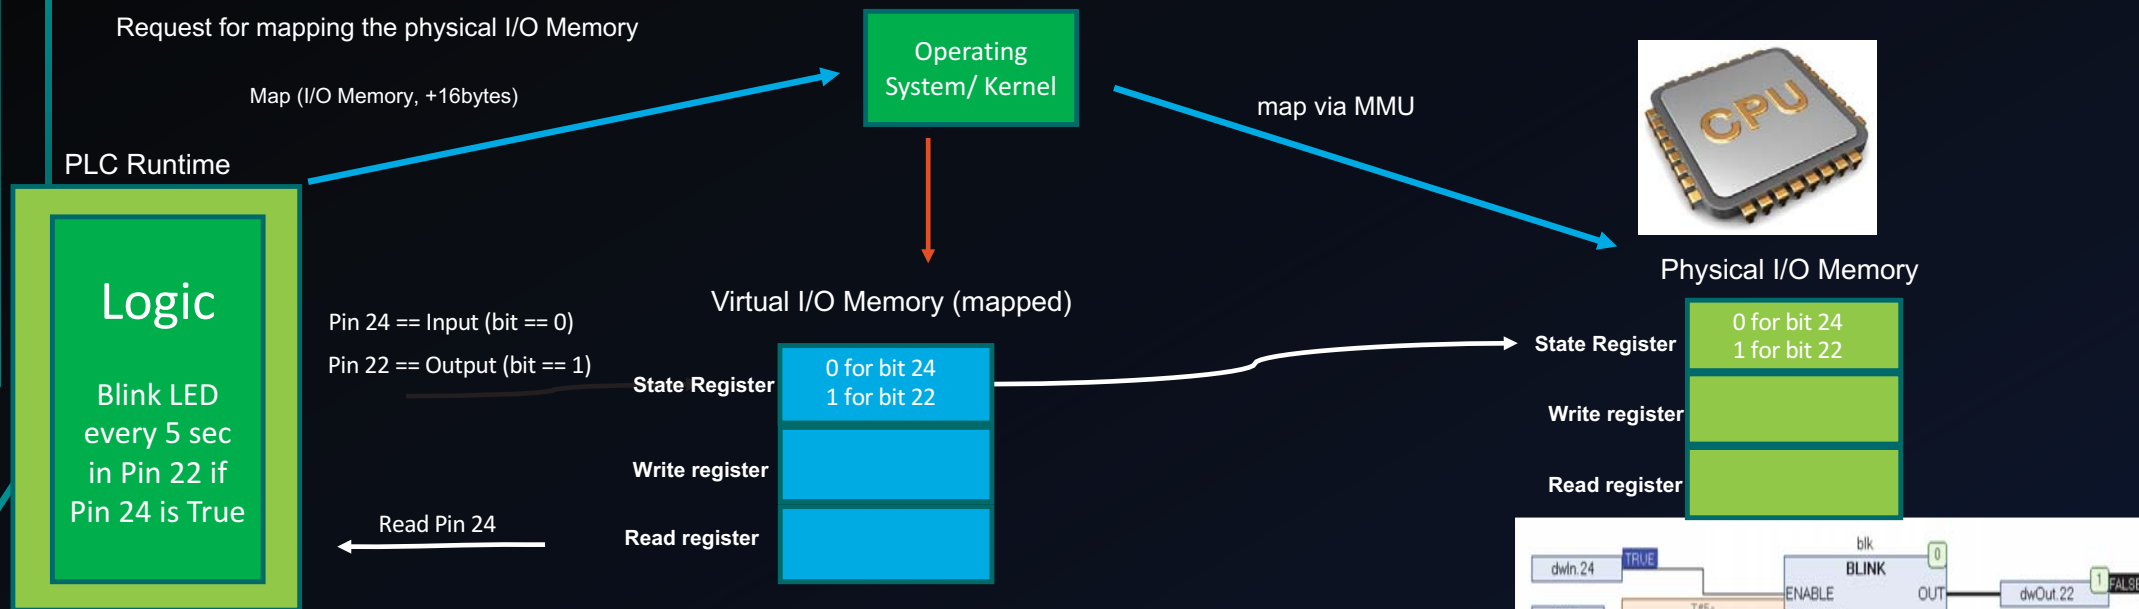 Request for mapping the physical I/O Memory
Map (I/O Memory, +16bytes)
Operating
System/ Kernel
map via MMU
CPU
PLC Runtime
Logic
Blink LED
every 5 sec
in Pin 22 if
Pin 24 is True
Pin 24 == Input (bit == 0)
Pin 22 == Output (bit == 1)
Read Pin 24
Virtual I/O Memory (mapped)
State Register
0 for bit 24
1 for bit 22
Write register
Read register
Physical I/O Memory
State Register
0 for bit 24
1 for bit 22
Write register
Read register
blk
0
dwIn.24
TRUE
BLINK
ENABLE
OUT
dwOut.22
1
FALSE